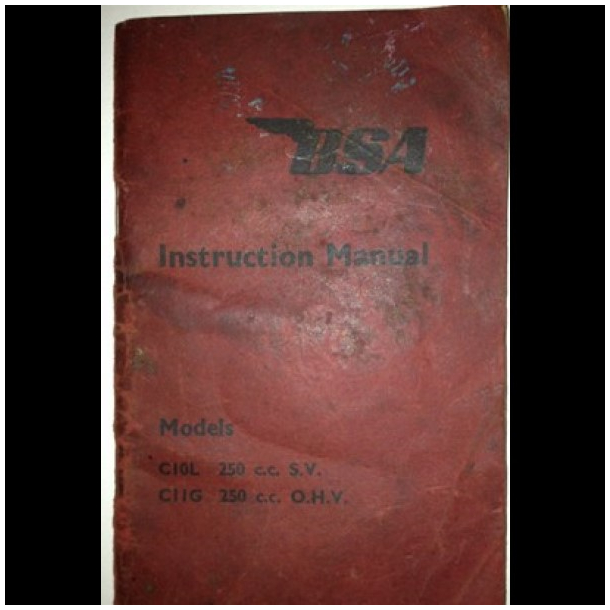 BSA
Instruction Manual
Models
C10L 250 c.c. S.V.
C11G 250 c.c. O.H.V.